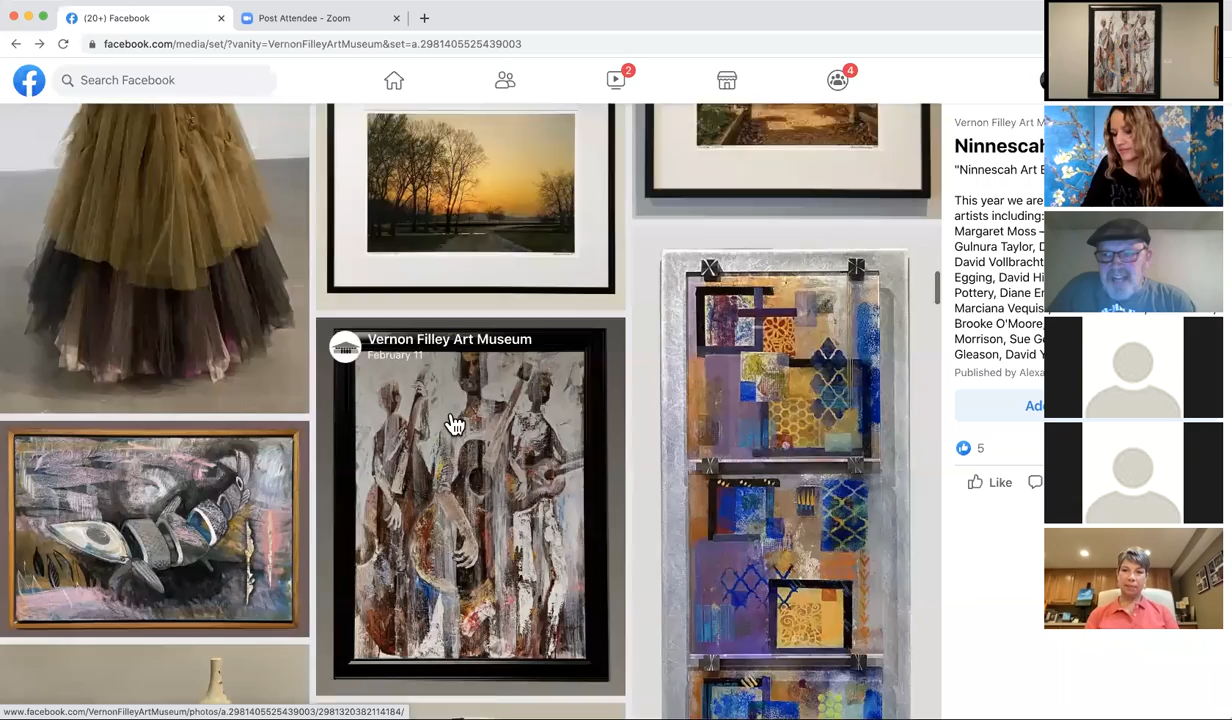 (20+) Facebook
Post Attendee - Zoom
facebook.com/media/set/?vanity=VernonFilleyArtMuseum&set=a.2981405525439003
Search Facebook
2
4
Vernon Filley Art Museum
February 11
Vernon Filley Art M
Ninnescah
"Ninnescah Art E
This year we are
artists including:
Margaret Moss –
Gulnura Taylor, D
David Vollbracht
Egging, David Hi
Pottery, Diane Er
Marciana Vequis
Brooke O'Moore,
Morrison, Sue G
Gleason, David Y
Published by Alexa
Add
5
Like
www.facebook.com/VernonFilleyArtMuseum/photos/a.2981405525439003/2981320382114184/